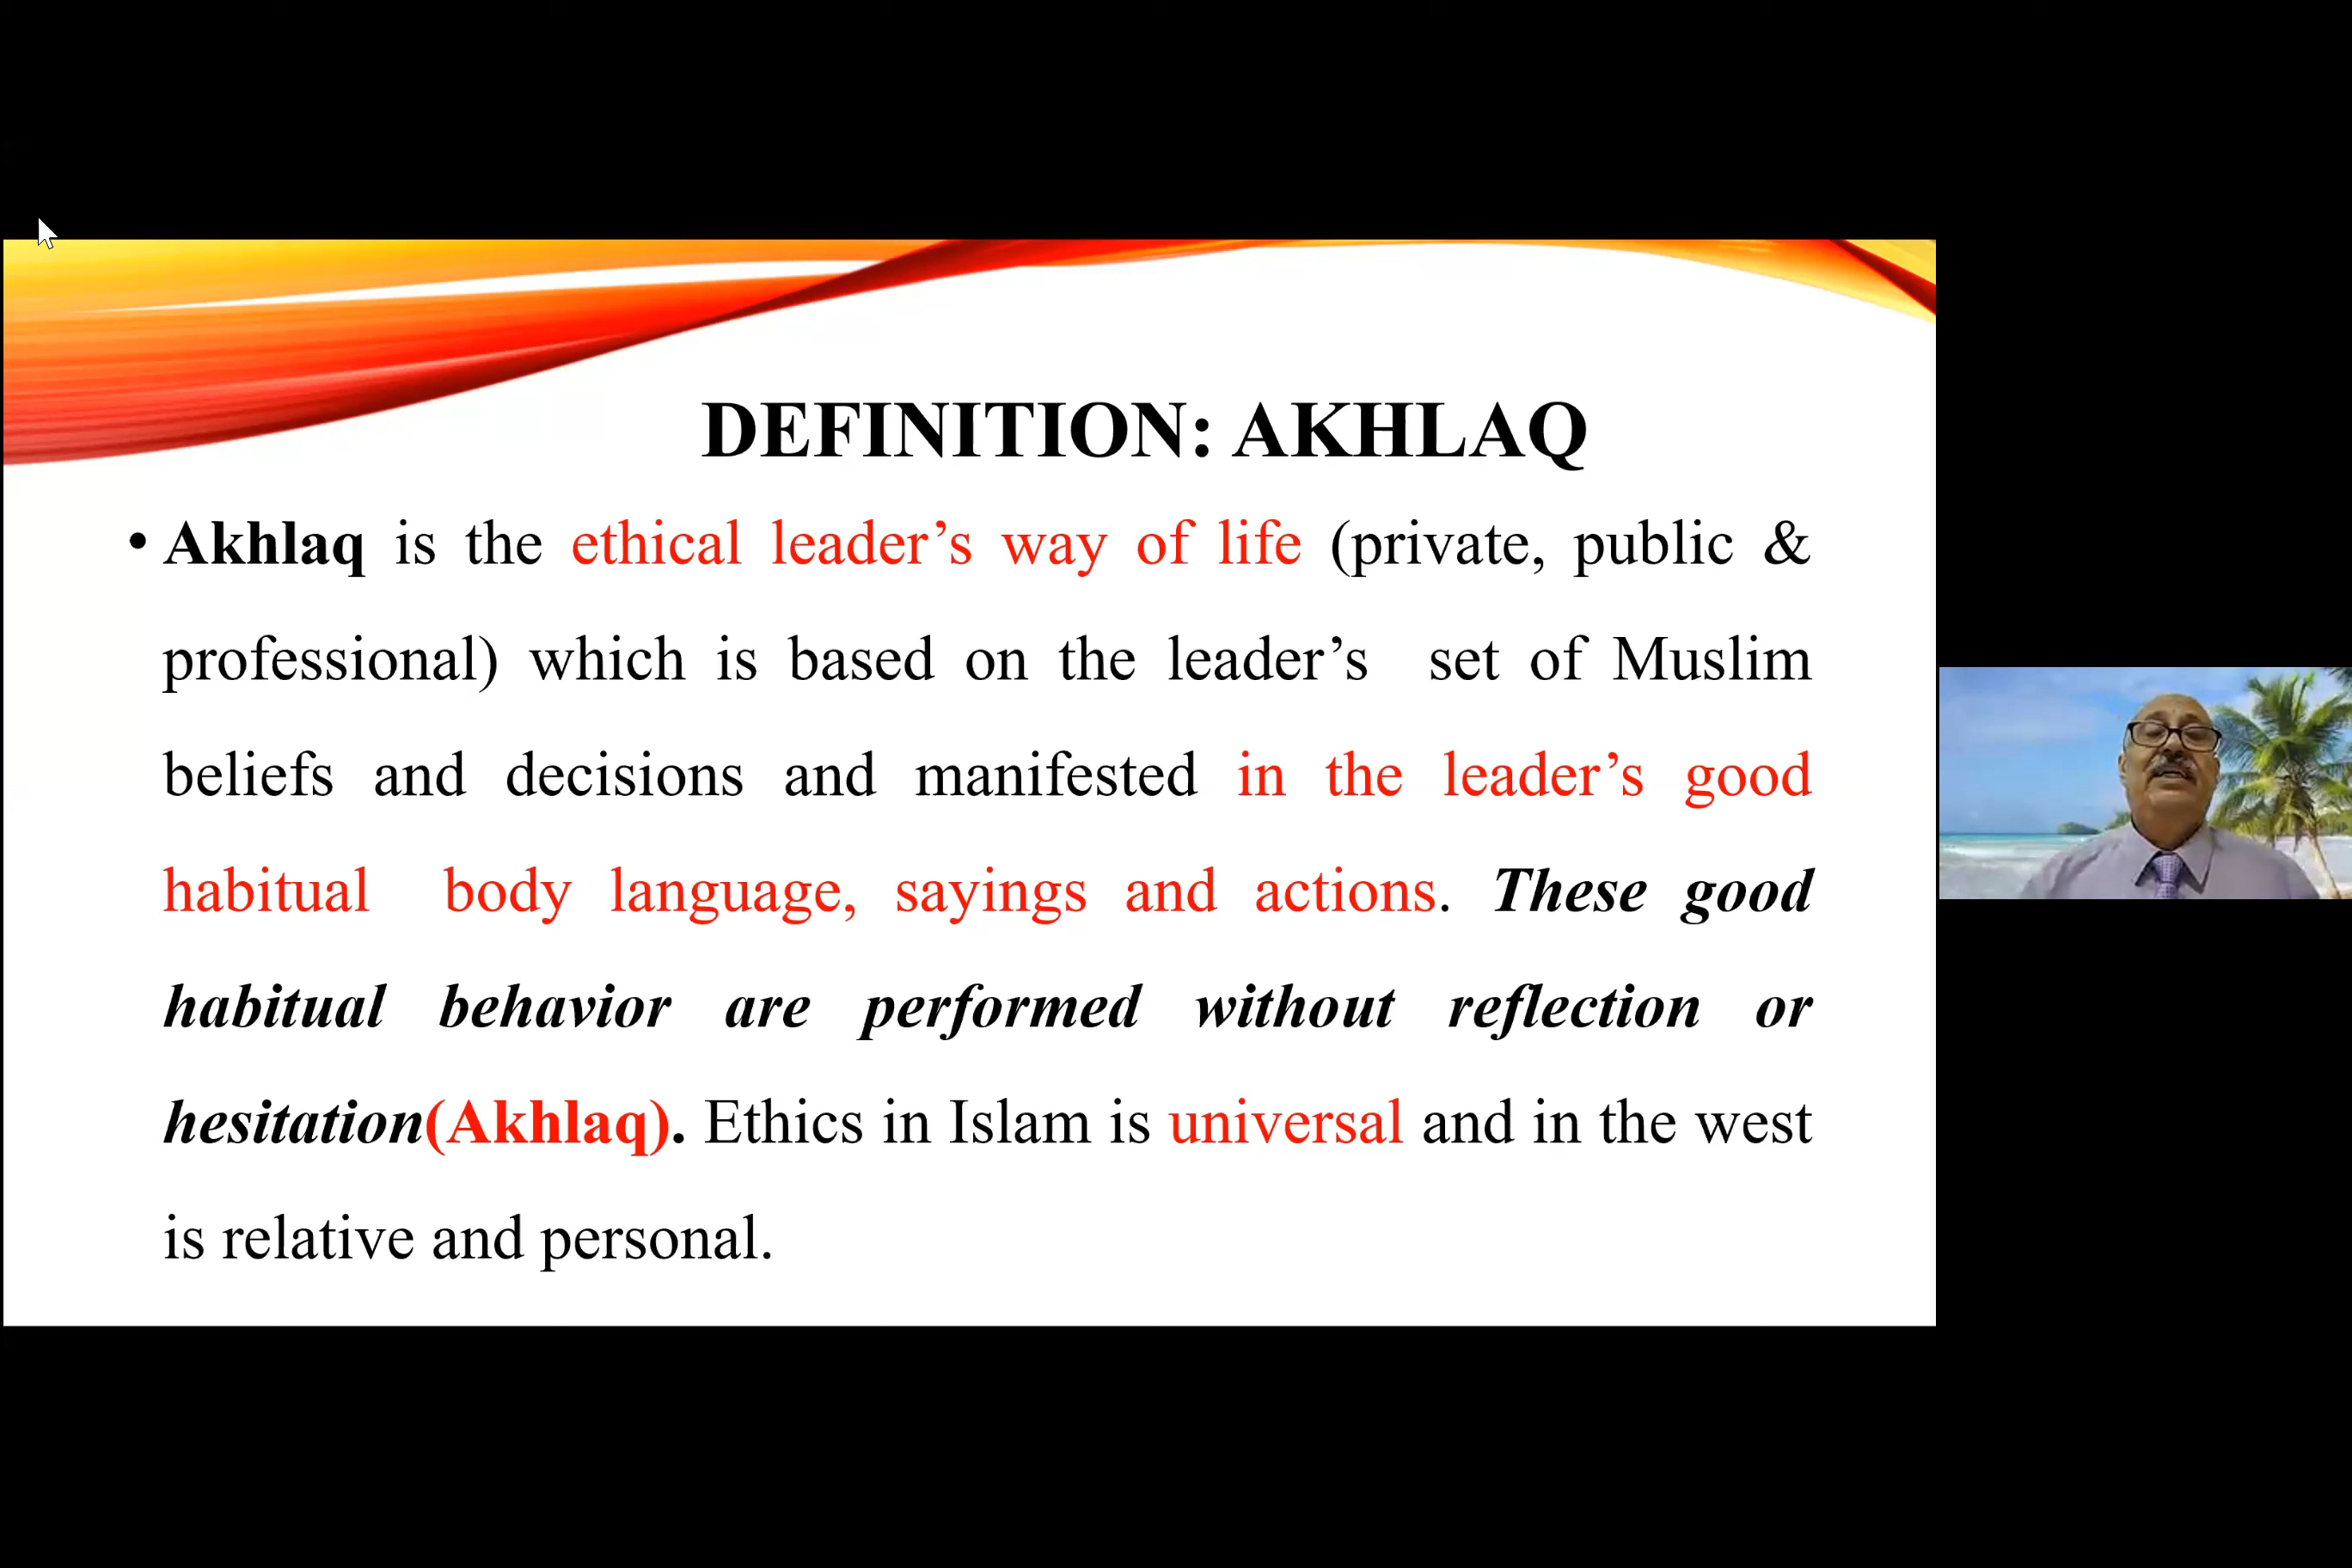 DEFINITION: AKHLAQ
• Akhlaq is the ethical leader’s way of life (private, public &
professional) which is based on the leader’s set of Muslim
beliefs and decisions and manifested in the leader’s good
habitual body language, sayings and actions. These good
habitual behavior are performed without reflection or
hesitation(Akhlaq). Ethics in Islam is universal and in the west
is relative and personal.